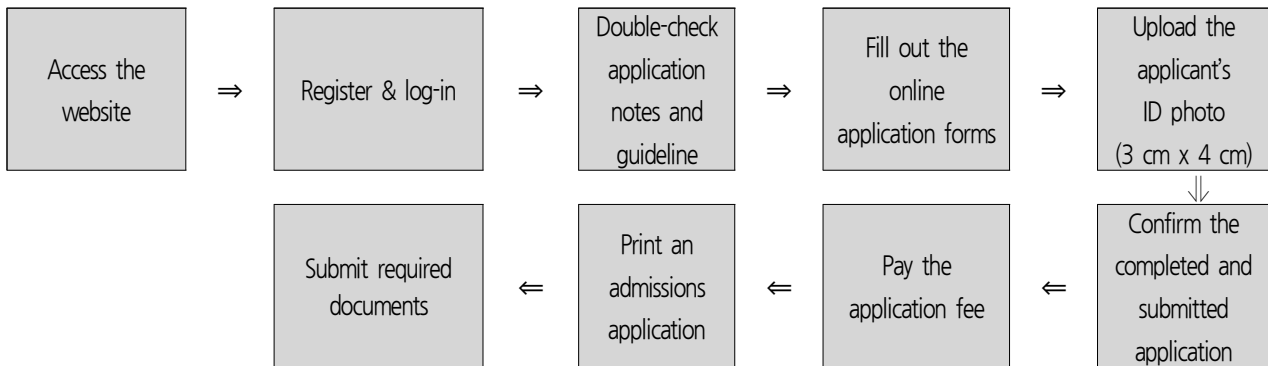 Access the
website
⇒
Register & log-in
⇒
Double-check
application
notes and
guideline
⇒
Fill out the
online
application forms
⇒
Upload the
applicant's
ID photo
(3 cm x 4 cm)
⇓
Confirm the
completed and
submitted
application
⇐
Pay the
application fee
⇐
Print an
admissions
application
⇐
Submit required
documents